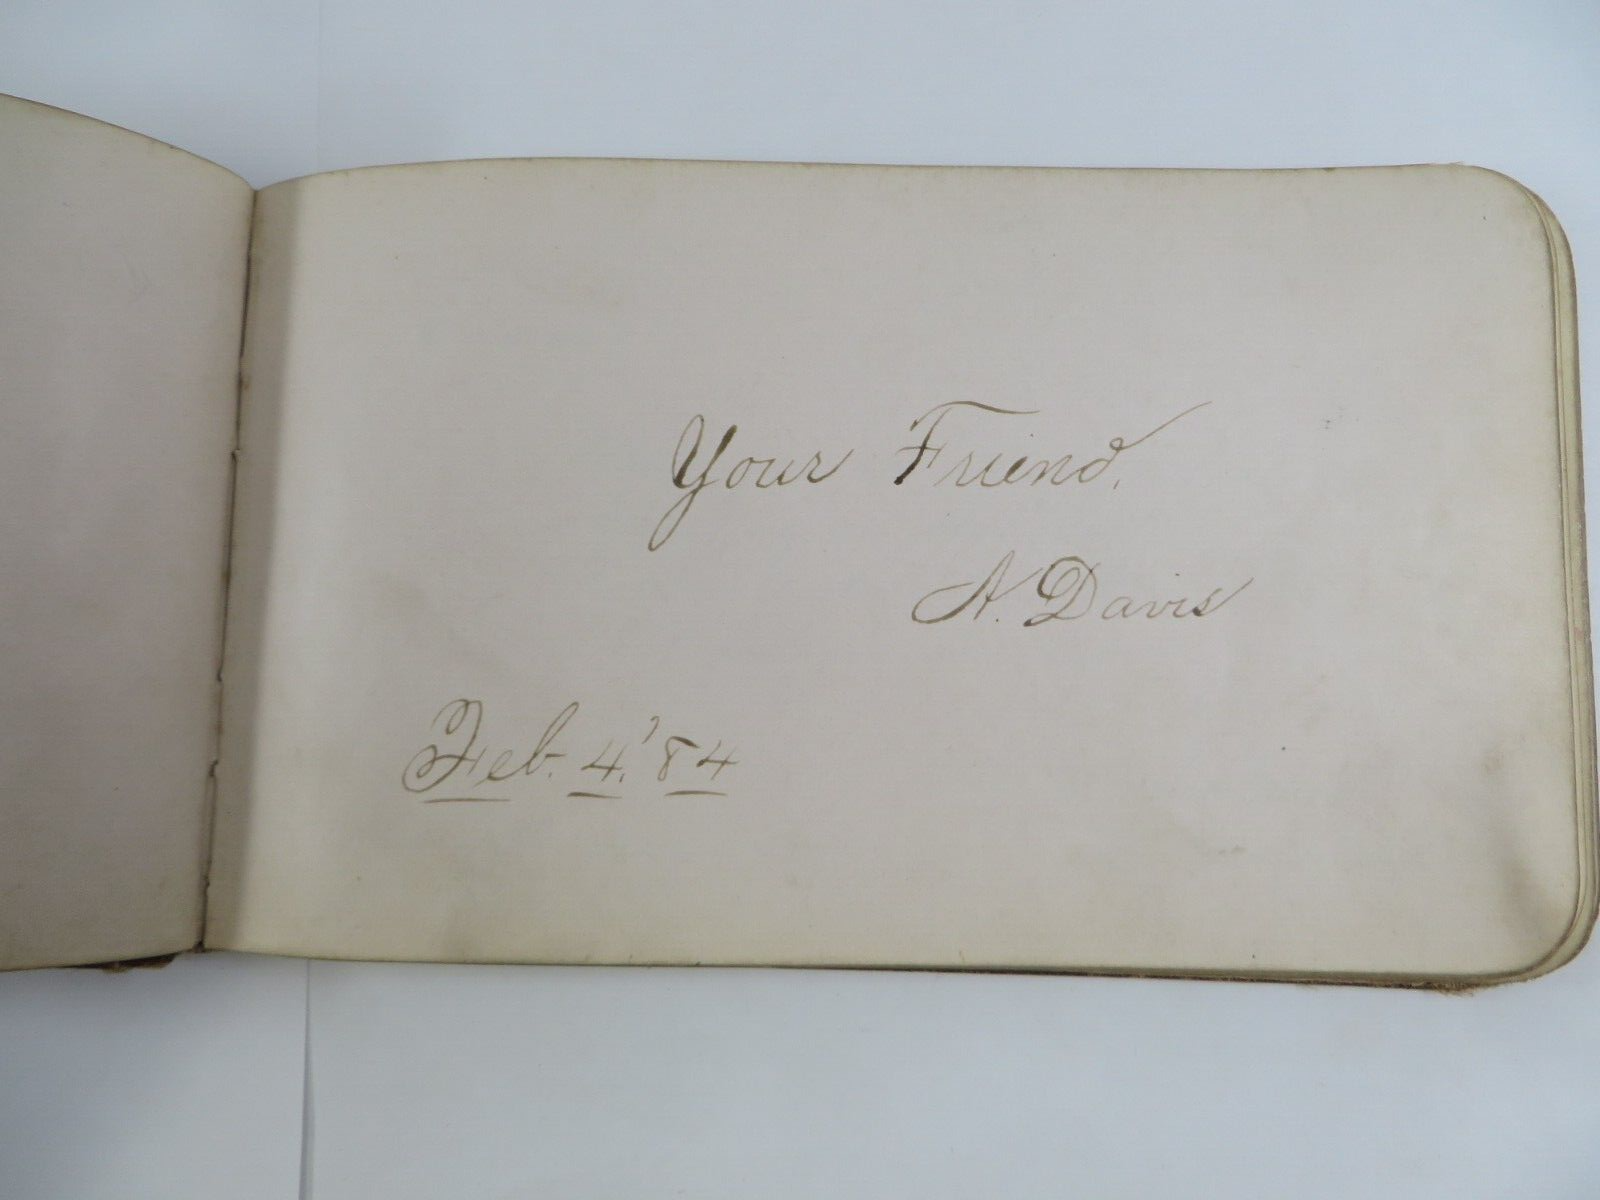 Your Friend,
A. Davis
Feb. 4,' 84